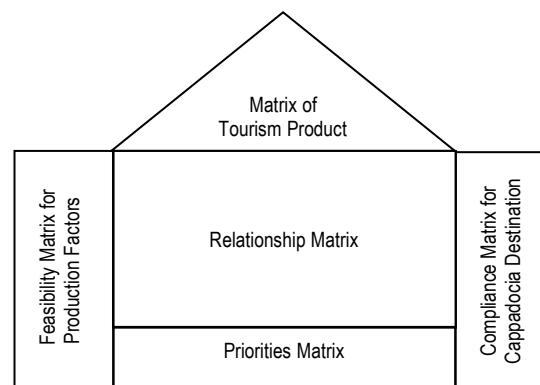 Matrix of
Tourism Product
Feasibility Matrix for
Production Factors
Relationship Matrix
Priorities Matrix
Compliance Matrix for
Cappadocia Destination